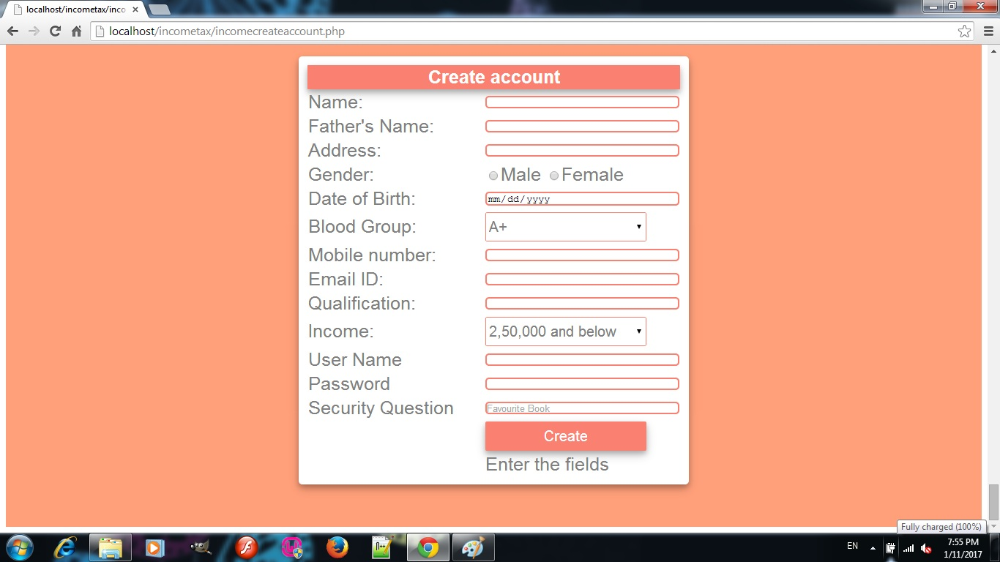 localhost/incometax/inco
localhost/incometax/incomecreateaccount.php
Create account
Name:
Father's Name:
Address:
Gender: Male Female
Date of Birth: mm/dd/yyyy
Blood Group: A+
Mobile number:
Email ID:
Qualification:
Income: 2,50,000 and below
User Name
Password
Security Question Favourite Book
Create
Enter the fields
Fully charged (100%)
N++
EN
7:55 PM
1/11/2017